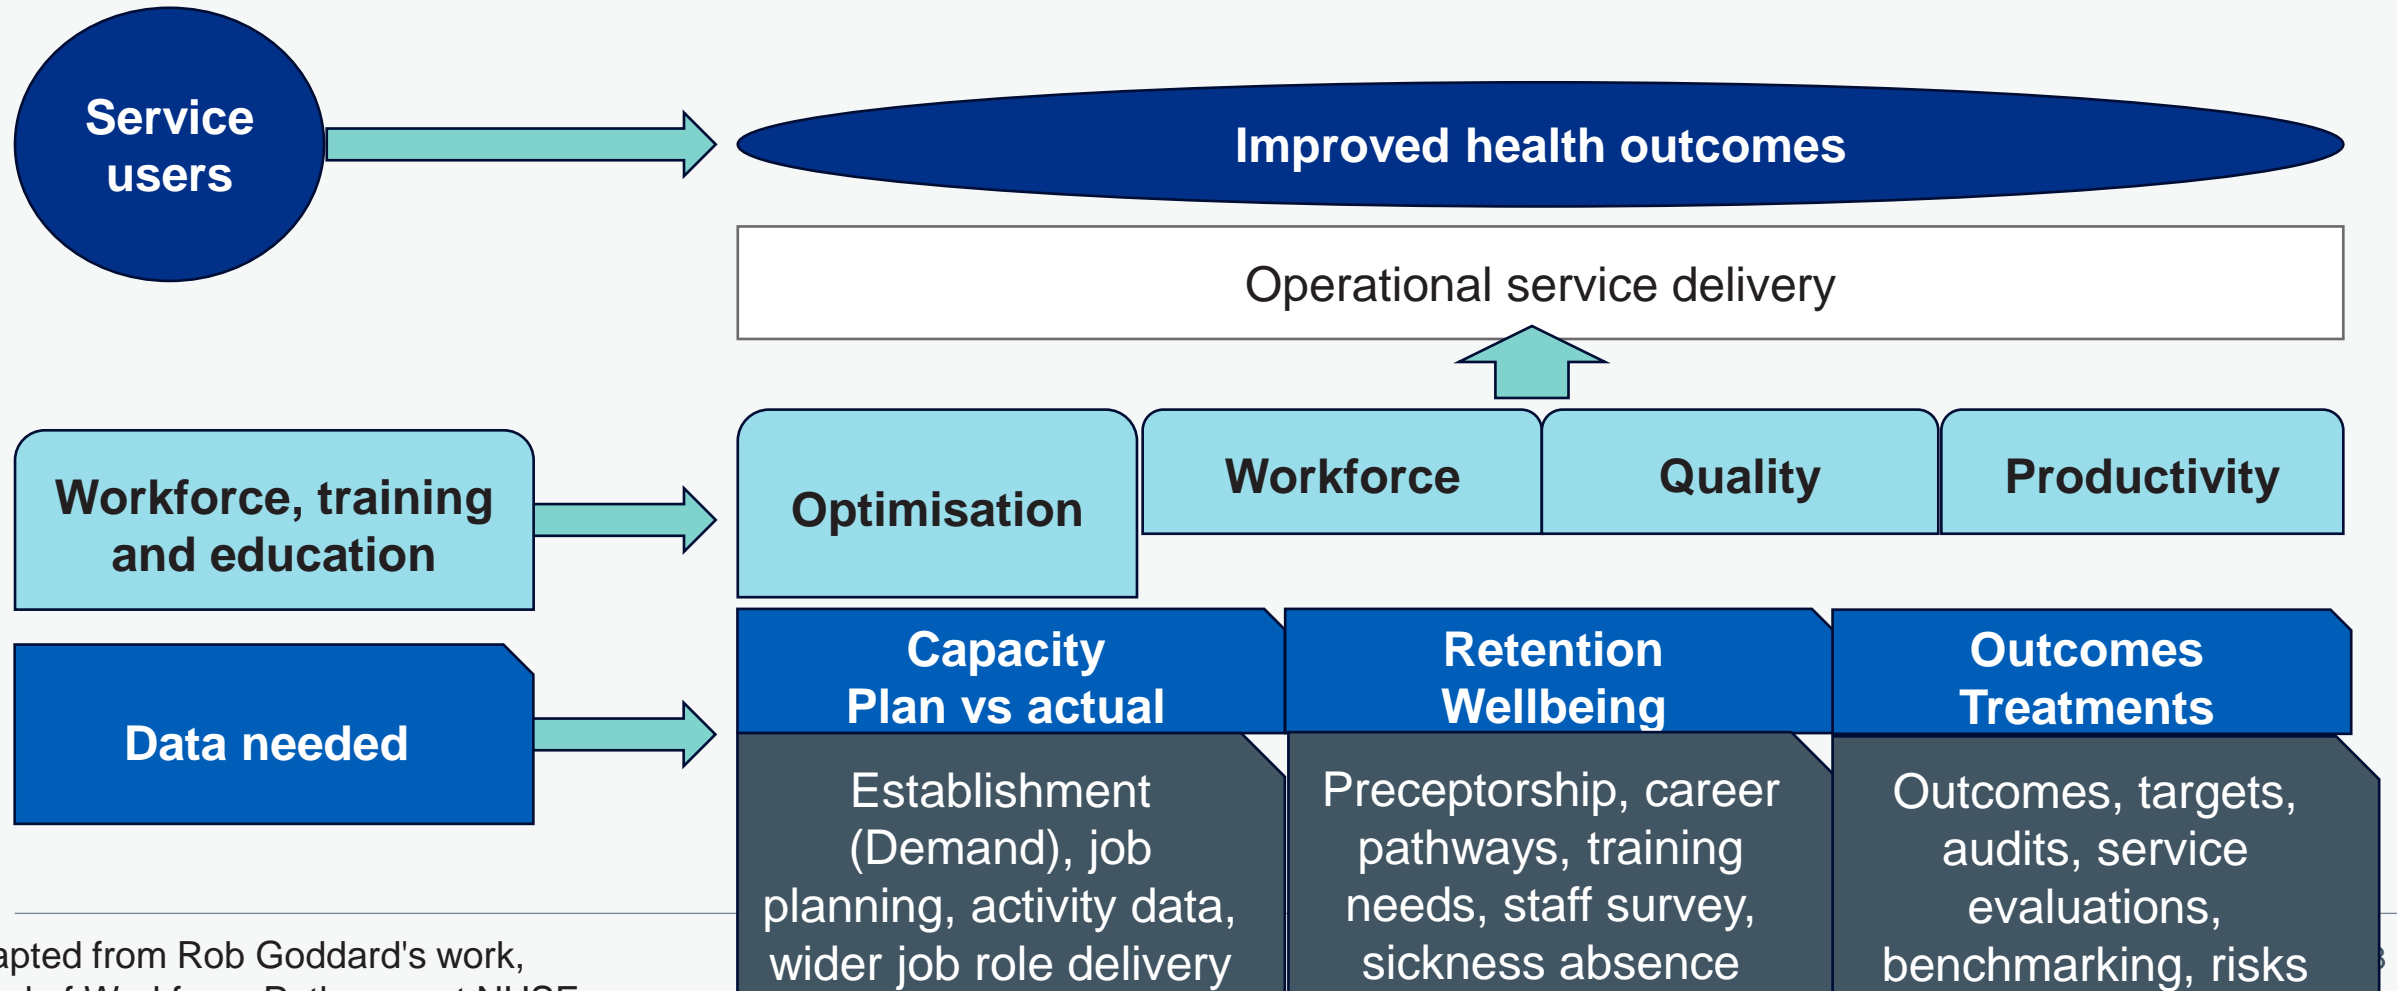 Service
users
Improved health outcomes
Operational service delivery
Workforce, training
and education
Optimisation
Workforce
Quality
Productivity
Data needed
Capacity
Plan vs actual
Retention
Wellbeing
Outcomes
Treatments
Establishment
(Demand), job
planning, activity data,
wider job role delivery
Preceptorship, career
pathways, training
needs, staff survey,
sickness absence
Outcomes, targets,
audits, service
evaluations,
benchmarking, risks
apted from Rob Goddard's work,